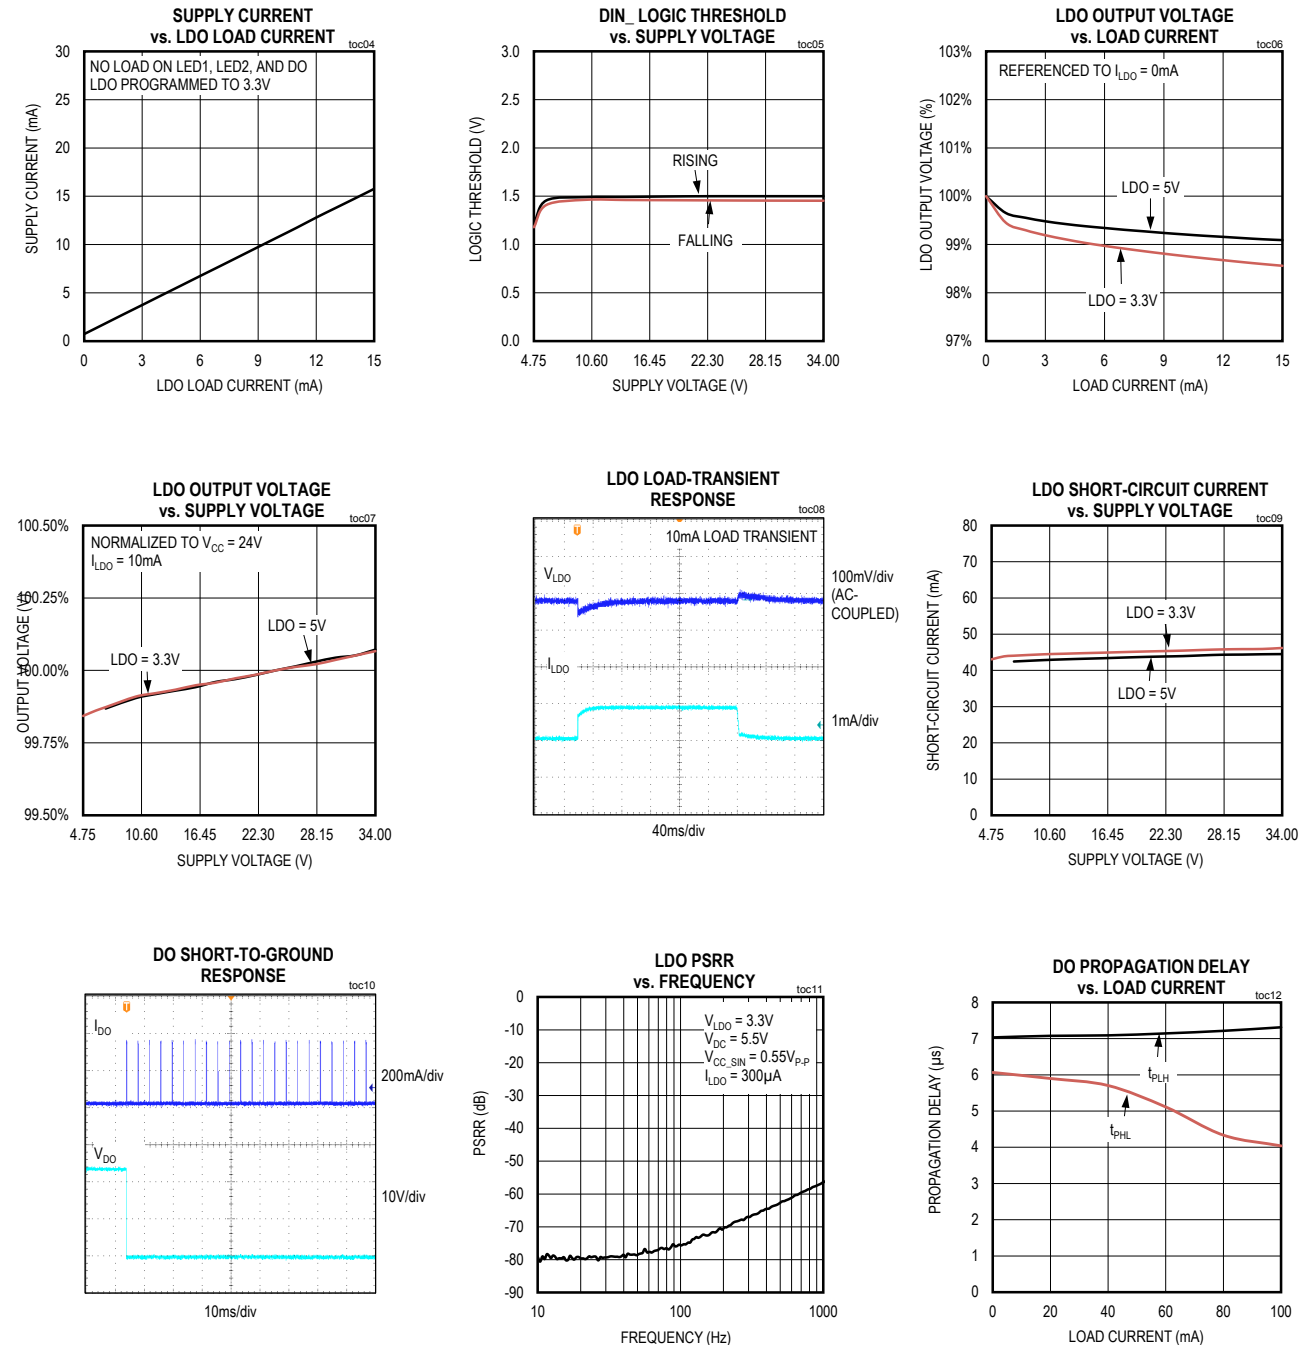 SUPPLY CURRENT
vs. LDO LOAD CURRENT
toc04
NO LOAD ON LED1, LED2, AND DO
LDO PROGRAMMED TO 3.3V
SUPPLY CURRENT (mA)
30
25
20
15
10
5
0
0 3 6 9 12 15
LDO LOAD CURRENT (mA)
DIN_ LOGIC THRESHOLD
vs. SUPPLY VOLTAGE
toc05
LOGIC THRESHOLD (V)
3.0
2.5
2.0
1.5
1.0
0.5
0.0
RISING
FALLING
4.75 10.60 16.45 22.30 28.15 34.00
SUPPLY VOLTAGE (V)
LDO OUTPUT VOLTAGE
vs. LOAD CURRENT
toc06
REFERENCED TO ILDO = 0mA
LDO OUTPUT VOLTAGE (%)
103%
102%
101%
100%
99%
98%
97%
LDO = 5V
LDO = 3.3V
0 3 6 9 12 15
LOAD CURRENT (mA)
LDO OUTPUT VOLTAGE
vs. SUPPLY VOLTAGE
toc07
NORMALIZED TO VCC = 24V
ILDO = 10mA
OUTPUT VOLTAGE (V)
100.50%
100.25%
100.00%
99.75%
99.50%
LDO = 5V
LDO = 3.3V
4.75 10.60 16.45 22.30 28.15 34.00
SUPPLY VOLTAGE (V)
LDO LOAD-TRANSIENT
RESPONSE
toc08
10mA LOAD TRANSIENT
VLDO
100mV/div
(AC-
COUPLED)
ILDO
1mA/div
40ms/div
LDO SHORT-CIRCUIT CURRENT
vs. SUPPLY VOLTAGE
toc09
SHORT-CIRCUIT CURRENT (mA)
80
70
60
50
40
30
20
10
0
LDO = 3.3V
LDO = 5V
4.75 10.60 16.45 22.30 28.15 34.00
SUPPLY VOLTAGE (V)
DO SHORT-TO-GROUND
RESPONSE
toc10
IDO
200mA/div
VDO
10V/div
10ms/div
LDO PSRR
vs. FREQUENCY
toc11
VLDO = 3.3V
VDC = 5.5V
VCC_SIN = 0.55VP-P
ILDO = 300µA
PSRR (dB)
0
-10
-20
-30
-40
-50
-60
-70
-80
-90
10 100 1000
FREQUENCY (Hz)
DO PROPAGATION DELAY
vs. LOAD CURRENT
toc12
PROPAGATION DELAY (µs)
8
7
6
5
4
3
2
1
0
tPLH
tPHL
0 20 40 60 80 100
LOAD CURRENT (mA)